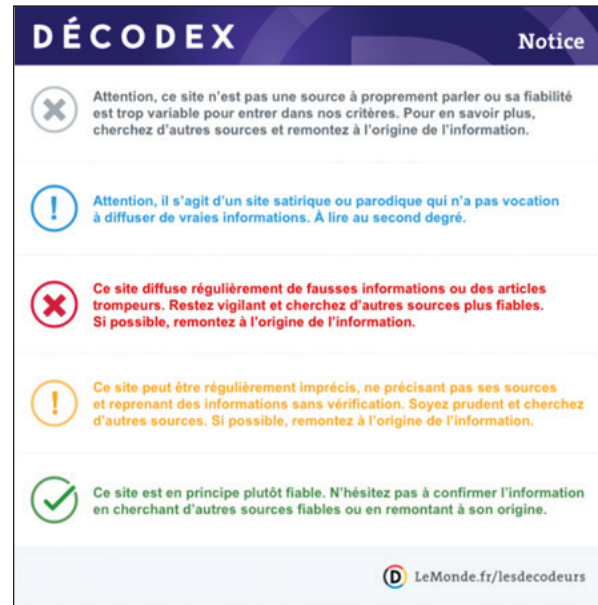 DÉCODEX
Notice
Attention, ce site n'est pas une source à proprement parler ou sa fiabilité
est trop variable pour entrer dans nos critères. Pour en savoir plus,
cherchez d'autres sources et remontez à l'origine de l'information.
Attention, il s'agit d'un site satirique ou parodique qui n'a pas vocation
à diffuser de vraies informations. À lire au second degré.
Ce site diffuse régulièrement de fausses informations ou des articles
trompeurs. Restez vigilant et cherchez d'autres sources plus fiables.
Si possible, remontez à l'origine de l'information.
Ce site peut être régulièrement imprécis, ne précisant pas ses sources
et reprenant des informations sans vérification. Soyez prudent et cherchez
d'autres sources. Si possible, remontez à l'origine de l'information.
Ce site est en principe plutôt fiable. N'hésitez pas à confirmer l'information
en cherchant d'autres sources fiables ou en remontant à son origine.
D LeMonde.fr/lesdecodeurs